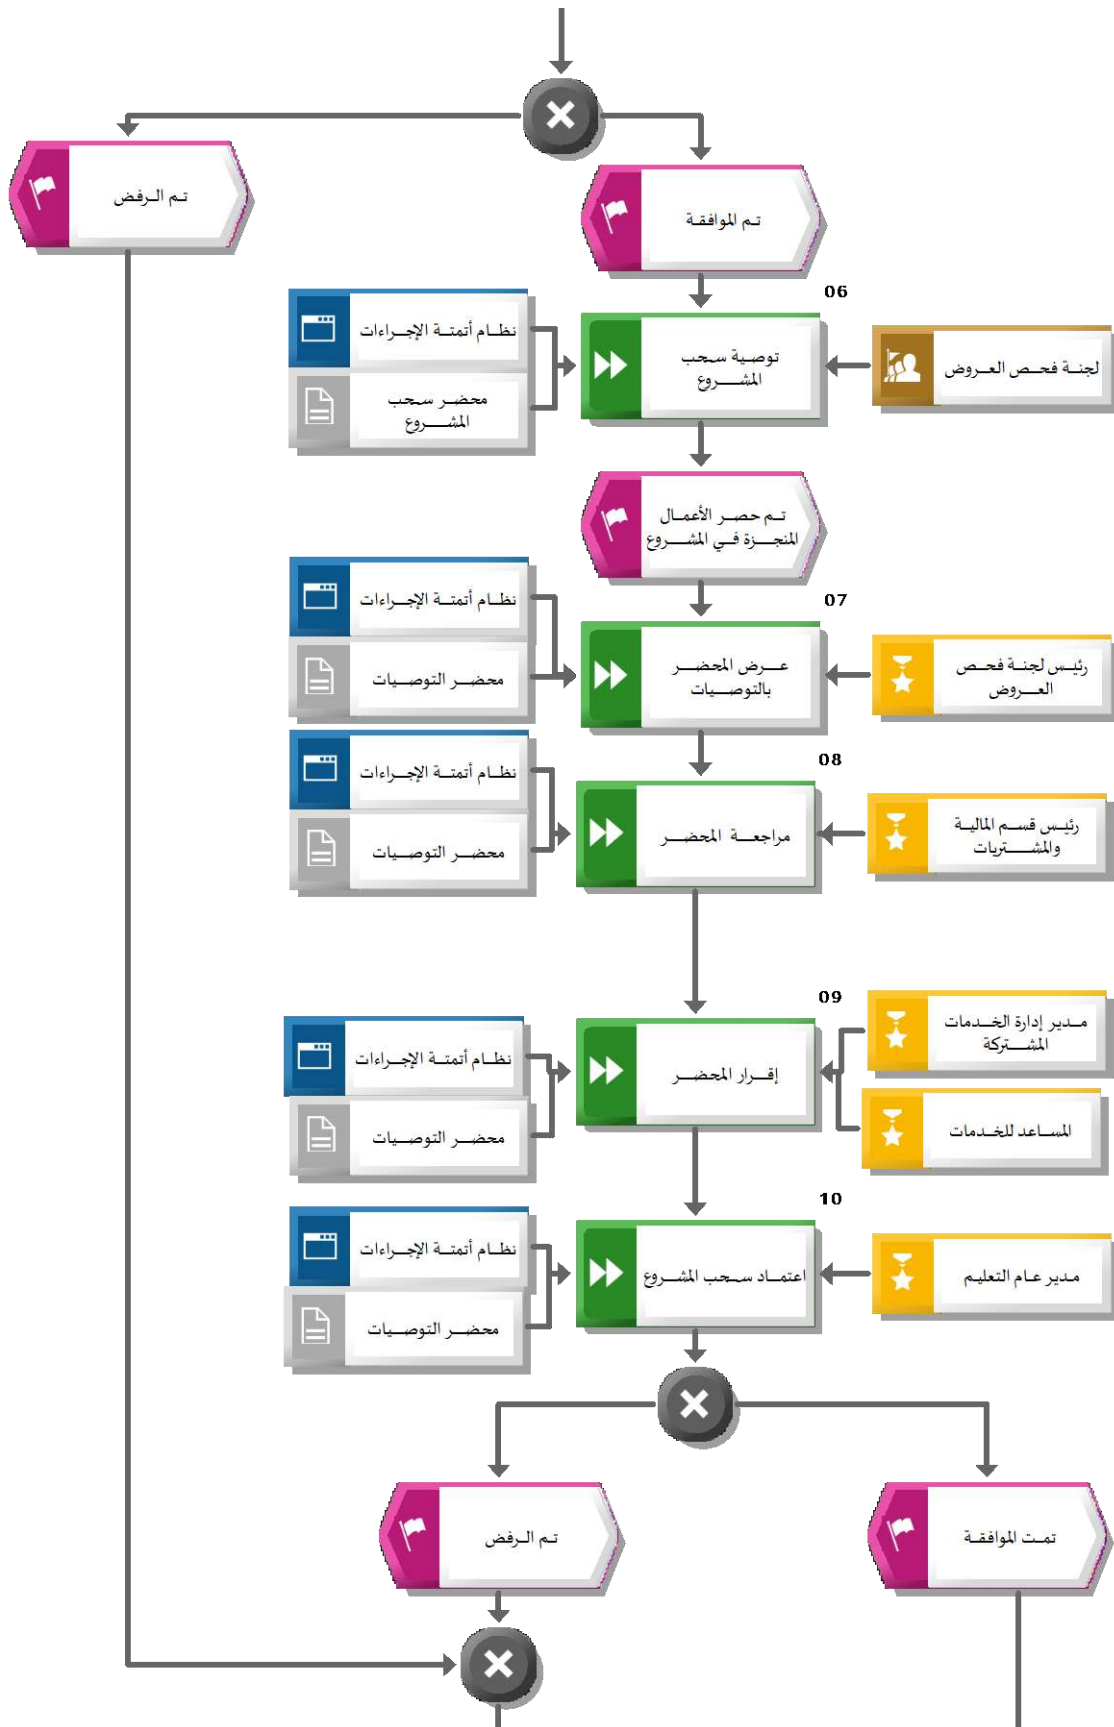 تم الرفض
تم الموافقة
06
نظام أتمتة الإجراءات
محضر سحب
المشروع
توصية سحب
المشروع
لجنة فحص العروض
تم حصر الأعمال
المنجزة في المشروع
07
نظام أتمتة الإجراءات
محضر التوصيات
عرض المحضر
بالتوصيات
رئيس لجنة فحص
العروض
08
نظام أتمتة الإجراءات
محضر التوصيات
مراجعة المحضر
رئيس قسم المالية
والمشتريات
09
نظام أتمتة الإجراءات
محضر التوصيات
إقرار المحضر
مدير إدارة الخدمات
المشتركة
المساعد للخدمات
10
نظام أتمتة الإجراءات
محضر التوصيات
اعتماد سحب المشروع
مدير عام التعليم
تم الرفض
تمت الموافقة